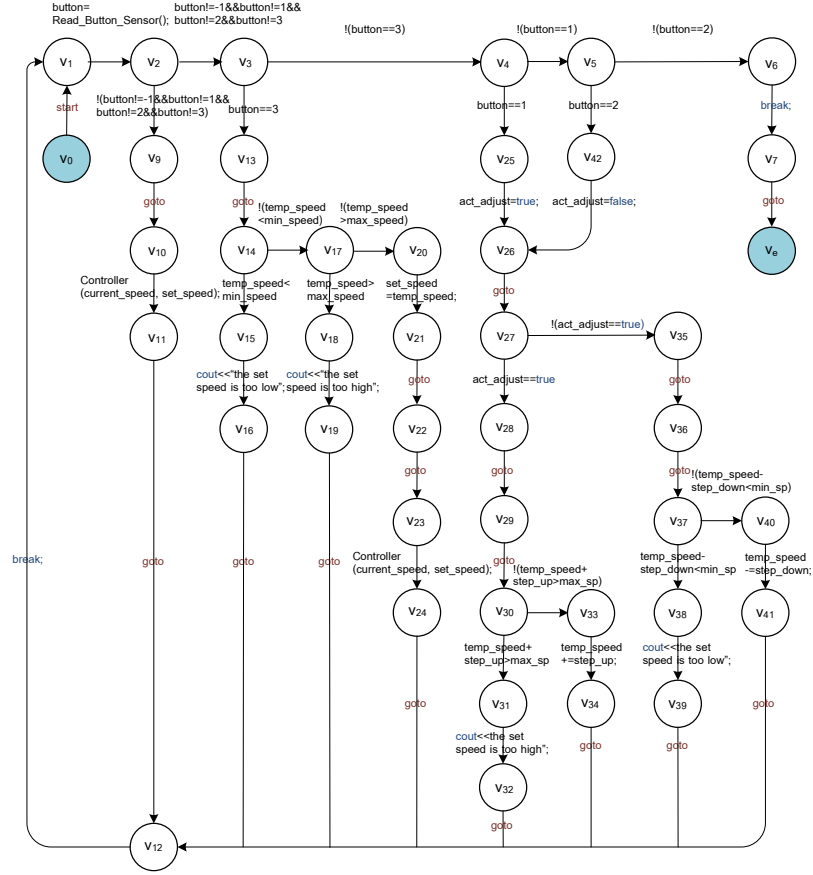 button=
Read_Button_Sensor();
button!=-1&&button!=1&&
button!=2&&button!=3
!(button==3)
!(button==1)
!(button==2)
v1
v2
v3
v4
v5
v6
start
!(button!=-1&&button!=1&&
button!=2&&button!=3)
button==3
button==1
button==2
break;
v0
v9
v13
v25
v42
v7
goto
goto
!(temp_speed
<min_speed)
!(temp_speed
>max_speed)
act_adjust=true;
act_adjust=false;
goto
v10
v14
v17
v20
v26
ve
Controller
(current_speed, set_speed);
temp_speed<
min_speed
temp_speed>
max_speed
set_speed
=temp_speed;
goto
v11
v15
v18
v21
v27
!(act_adjust==true)
v35
cout<<"the set
speed is too low";
cout<<"the set
speed is too high";
goto
act_adjust==true
goto
v16
v19
v22
v28
v36
goto
goto
goto
!(temp_speed-
step_down<min_sp)
v23
v29
v37
v40
break;
goto
goto
goto
Controller
(current_speed, set_speed);
goto
!(temp_speed+
step_up>max_sp)
temp_speed-
step_down<min_sp
temp_speed
-=step_down;
v24
v30
v33
v38
v41
temp_speed+
step_up>max_sp
temp_speed
+=step_up;
cout<<the set
speed is too low";
goto
v31
v34
v39
goto
cout<<the set
speed is too high";
goto
goto
v32
goto
v12